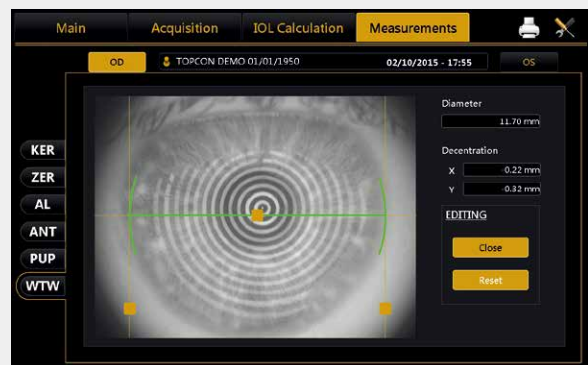 Main Acquisition IOL Calculation Measurements
OD TOPCON DEMO 01/01/1950 02/10/2015 - 17:55 OS
Diameter
11.70 mm
Decentration
X -0.22 mm
Y -0.32 mm
EDITING
Close
Reset
KER
ZER
AL
ANT
PUP
WTW